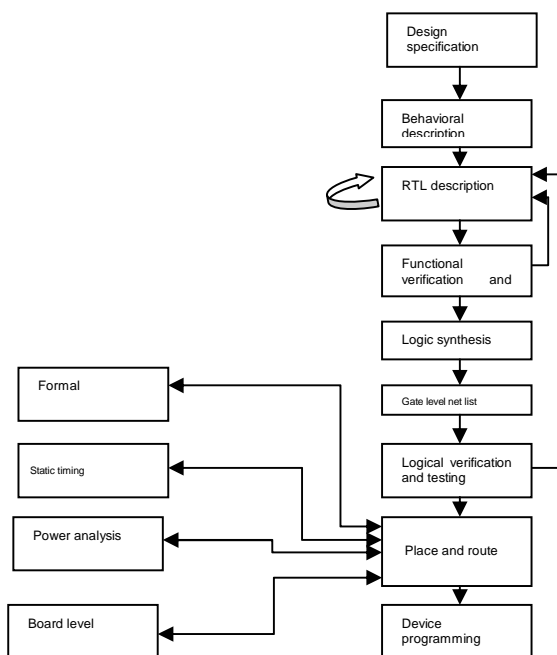 Design
specification
Behavioral
description
RTL description
Functional
verification and
Logic synthesis
Gate level net list
Logical verification
and testing
Place and route
Device
programming
Formal
Static timing
Power analysis
Board level